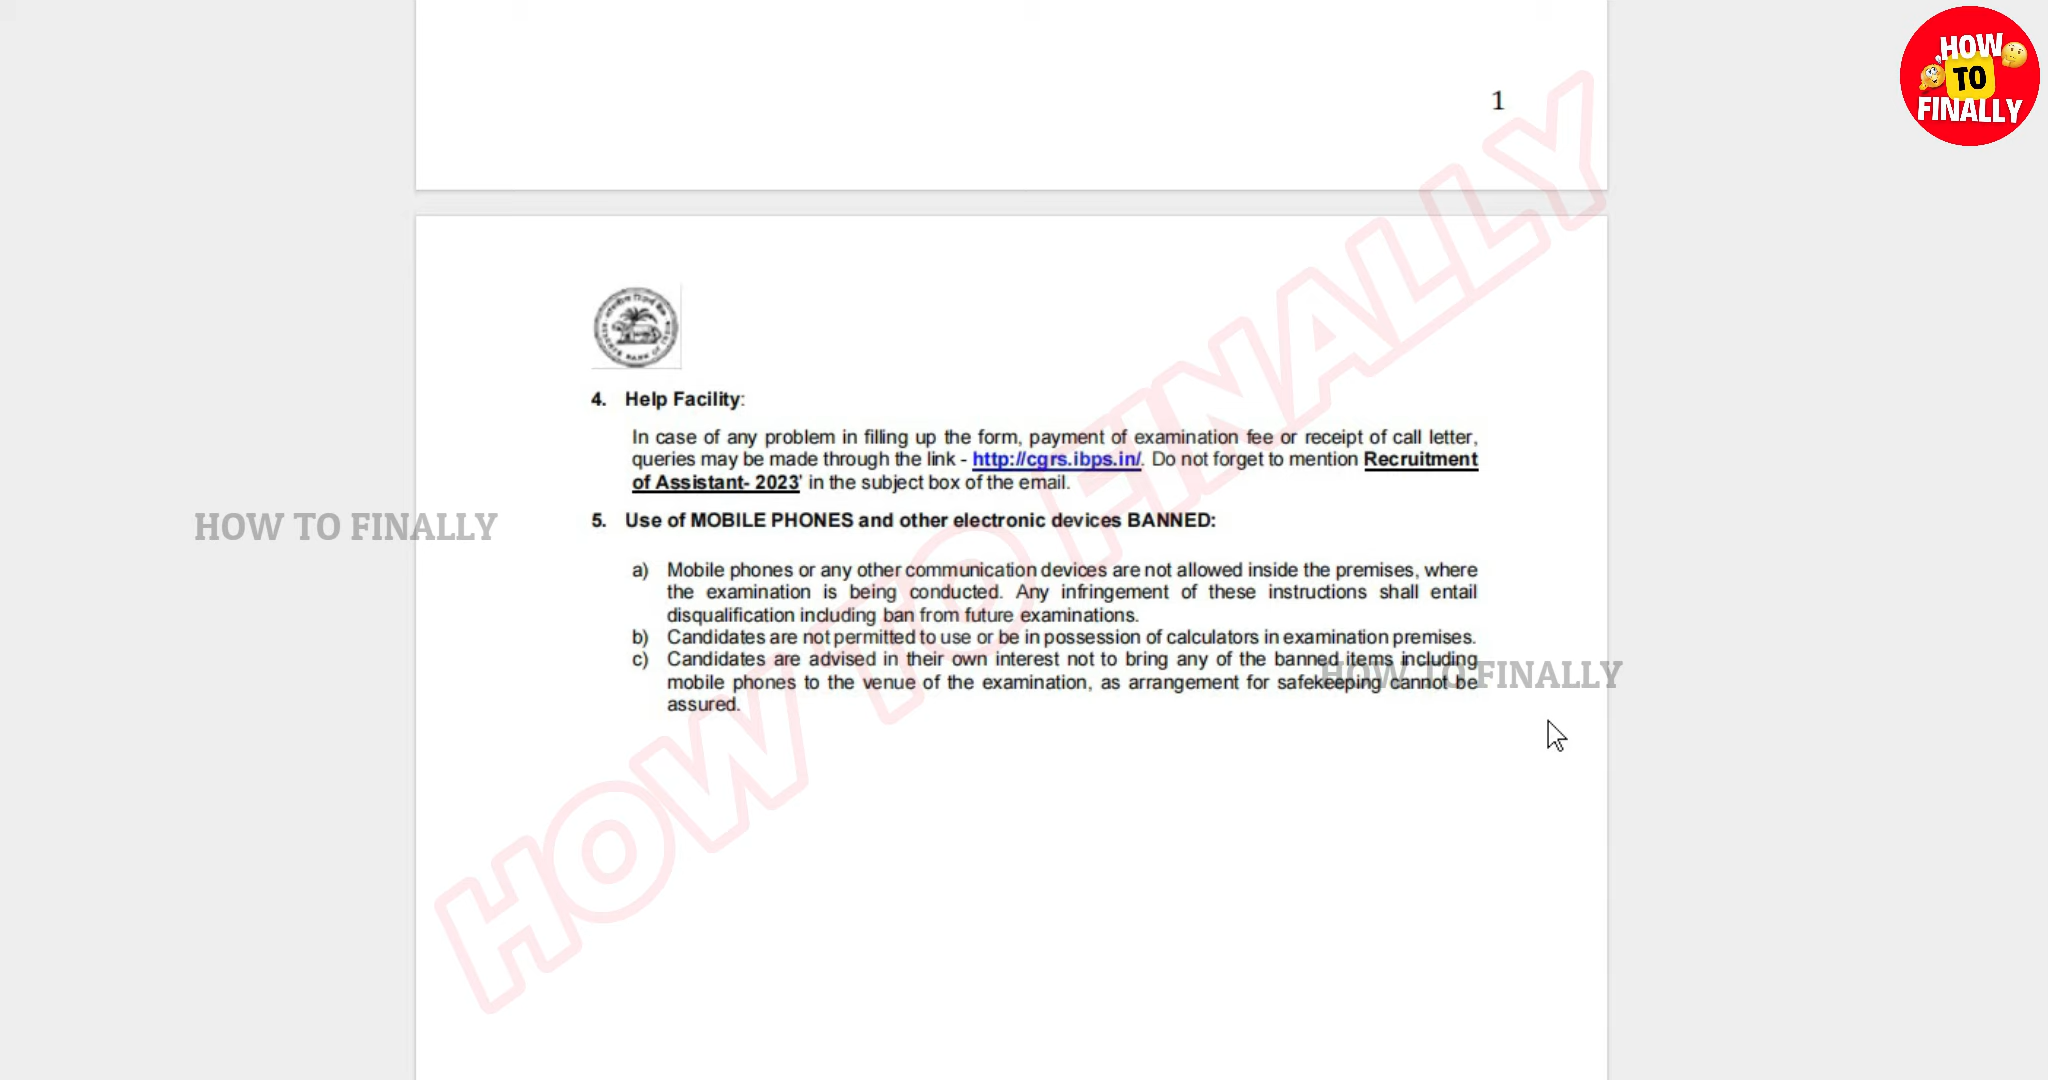 HOW
TO
FINALLY
1
4. Help Facility:
In case of any problem in filling up the form, payment of examination fee or receipt of call letter,
queries may be made through the link - http://cgrs.ibps.in/. Do not forget to mention Recruitment
of Assistant- 2023' in the subject box of the email.
5. Use of MOBILE PHONES and other electronic devices BANNED:
HOW TO FINALLY
a) Mobile phones or any other communication devices are not allowed inside the premises, where
the examination is being conducted. Any infringement of these instructions shall entail
disqualification including ban from future examinations.
b) Candidates are not permitted to use or be in possession of calculators in examination premises.
c) Candidates are advised in their own interest not to bring any of the banned items including
mobile phones to the venue of the examination, as arrangement for safekeeping cannot be
assured.
HOW TO FINALLY
HOW TO FINALLY